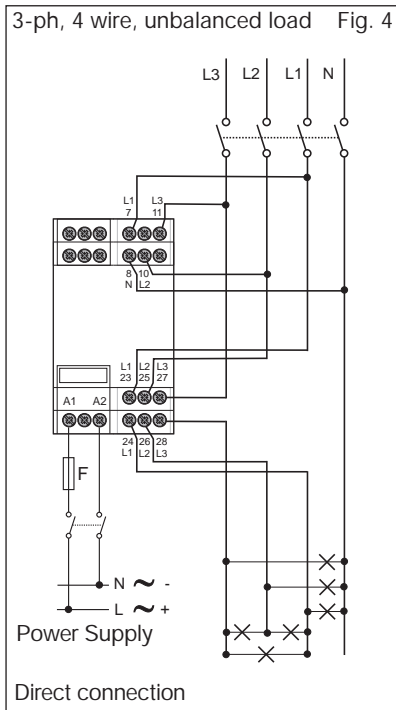 3-ph, 4 wire, unbalanced load Fig. 4
L3 L2 L1 N
L1 L3
7 11
8 10
N L2
L1 L2 L3
23 25 27
A1 A2
24 26 28
L1 L2 L3
F
N ~ -
L ~ +
Power Supply
Direct connection